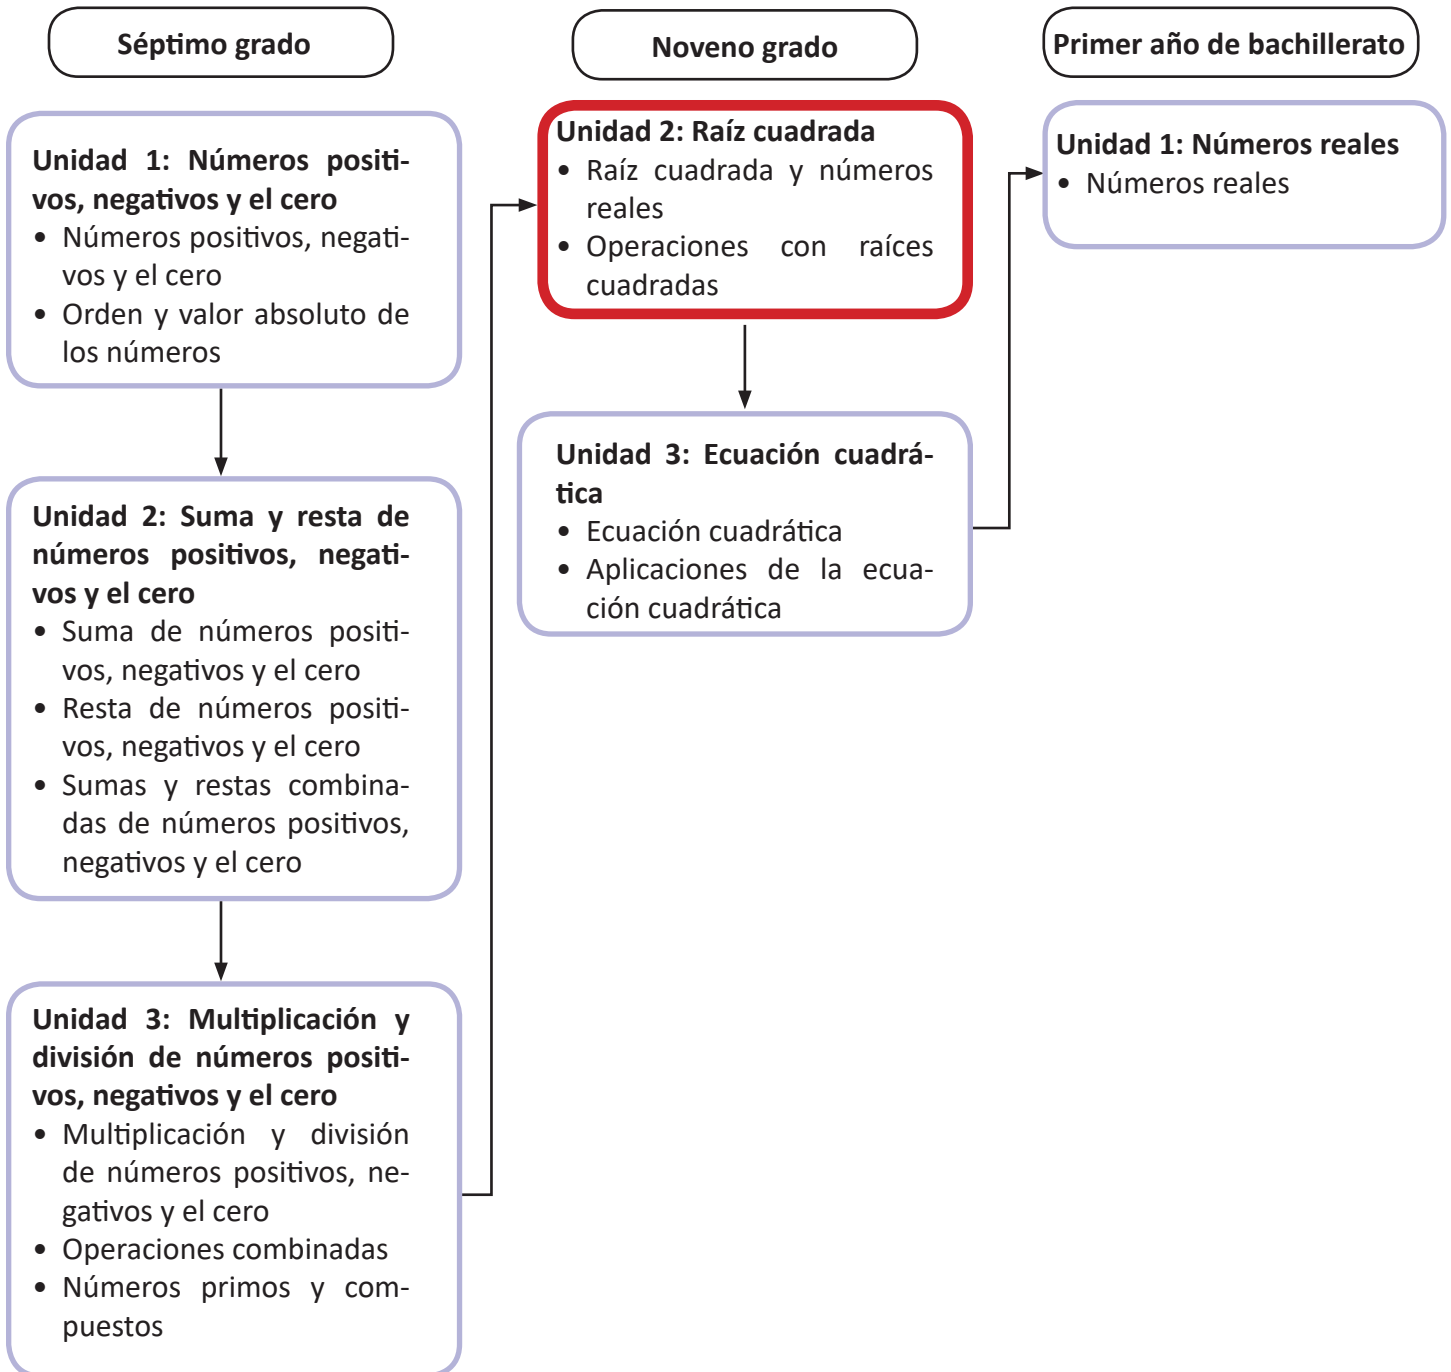 Séptimo grado
Unidad 1: Números positi-
vos, negativos y el cero
• Números positivos, negati-
vos y el cero
• Orden y valor absoluto de
los números
Unidad 2: Suma y resta de
números positivos, negati-
vos y el cero
• Suma de números positi-
vos, negativos y el cero
• Resta de números positi-
vos, negativos y el cero
• Sumas y restas combina-
das de números positivos,
negativos y el cero
Unidad 3: Multiplicación y
división de números positi-
vos, negativos y el cero
• Multiplicación y división
de números positivos, ne-
gativos y el cero
• Operaciones combinadas
• Números primos y com-
puestos
Noveno grado
Unidad 2: Raíz cuadrada
• Raíz cuadrada y números
reales
• Operaciones con raíces
cuadradas
Unidad 3: Ecuación cuadrá-
tica
• Ecuación cuadrática
• Aplicaciones de la ecua-
ción cuadrática
Primer año de bachillerato
Unidad 1: Números reales
• Números reales